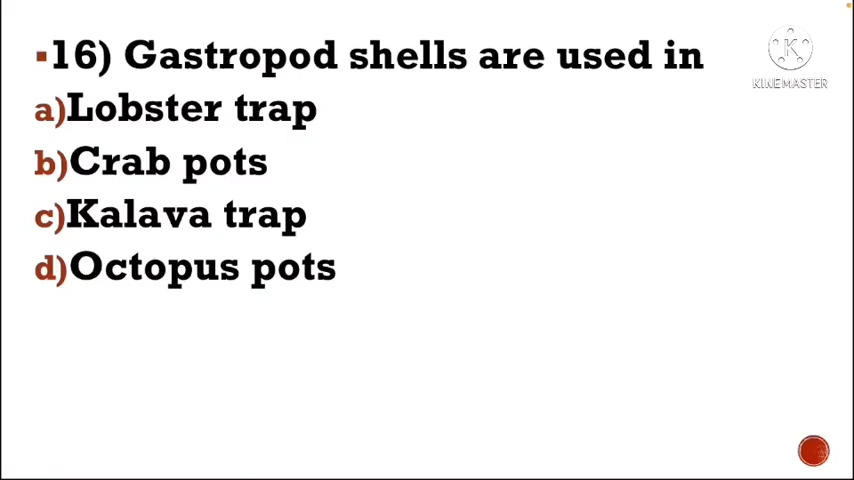 ▪16) Gastropod shells are used in
a)Lobster trap
b)Crab pots
c)Kalava trap
d)Octopus pots
K
KINEMASTER